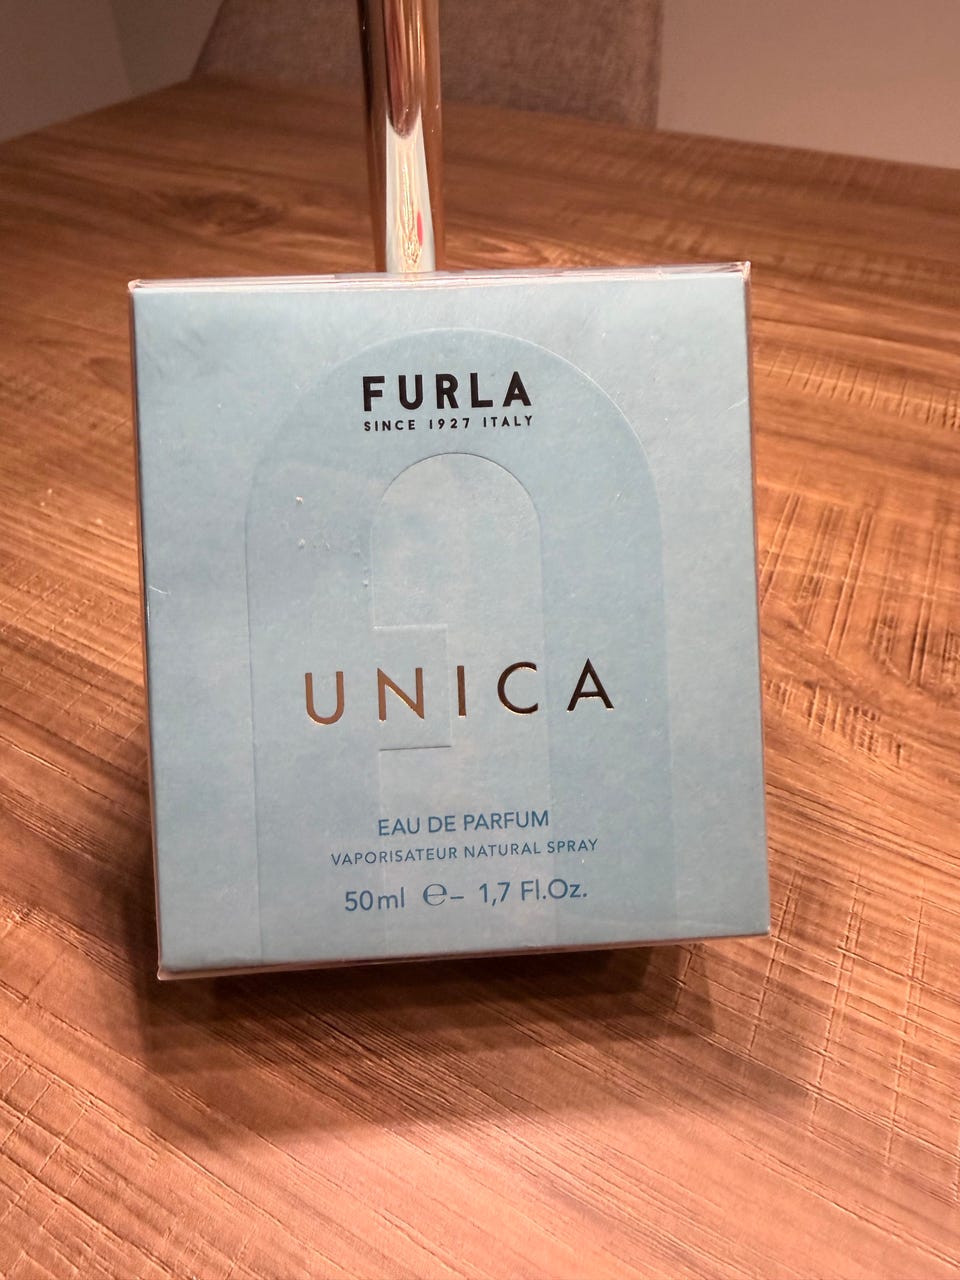 FURLA
SINCE 1927 ITALY
UNICA
EAU DE PARFUM
VAPORISATEUR NATURAL SPRAY
50ml ℮– 1,7 Fl.Oz.